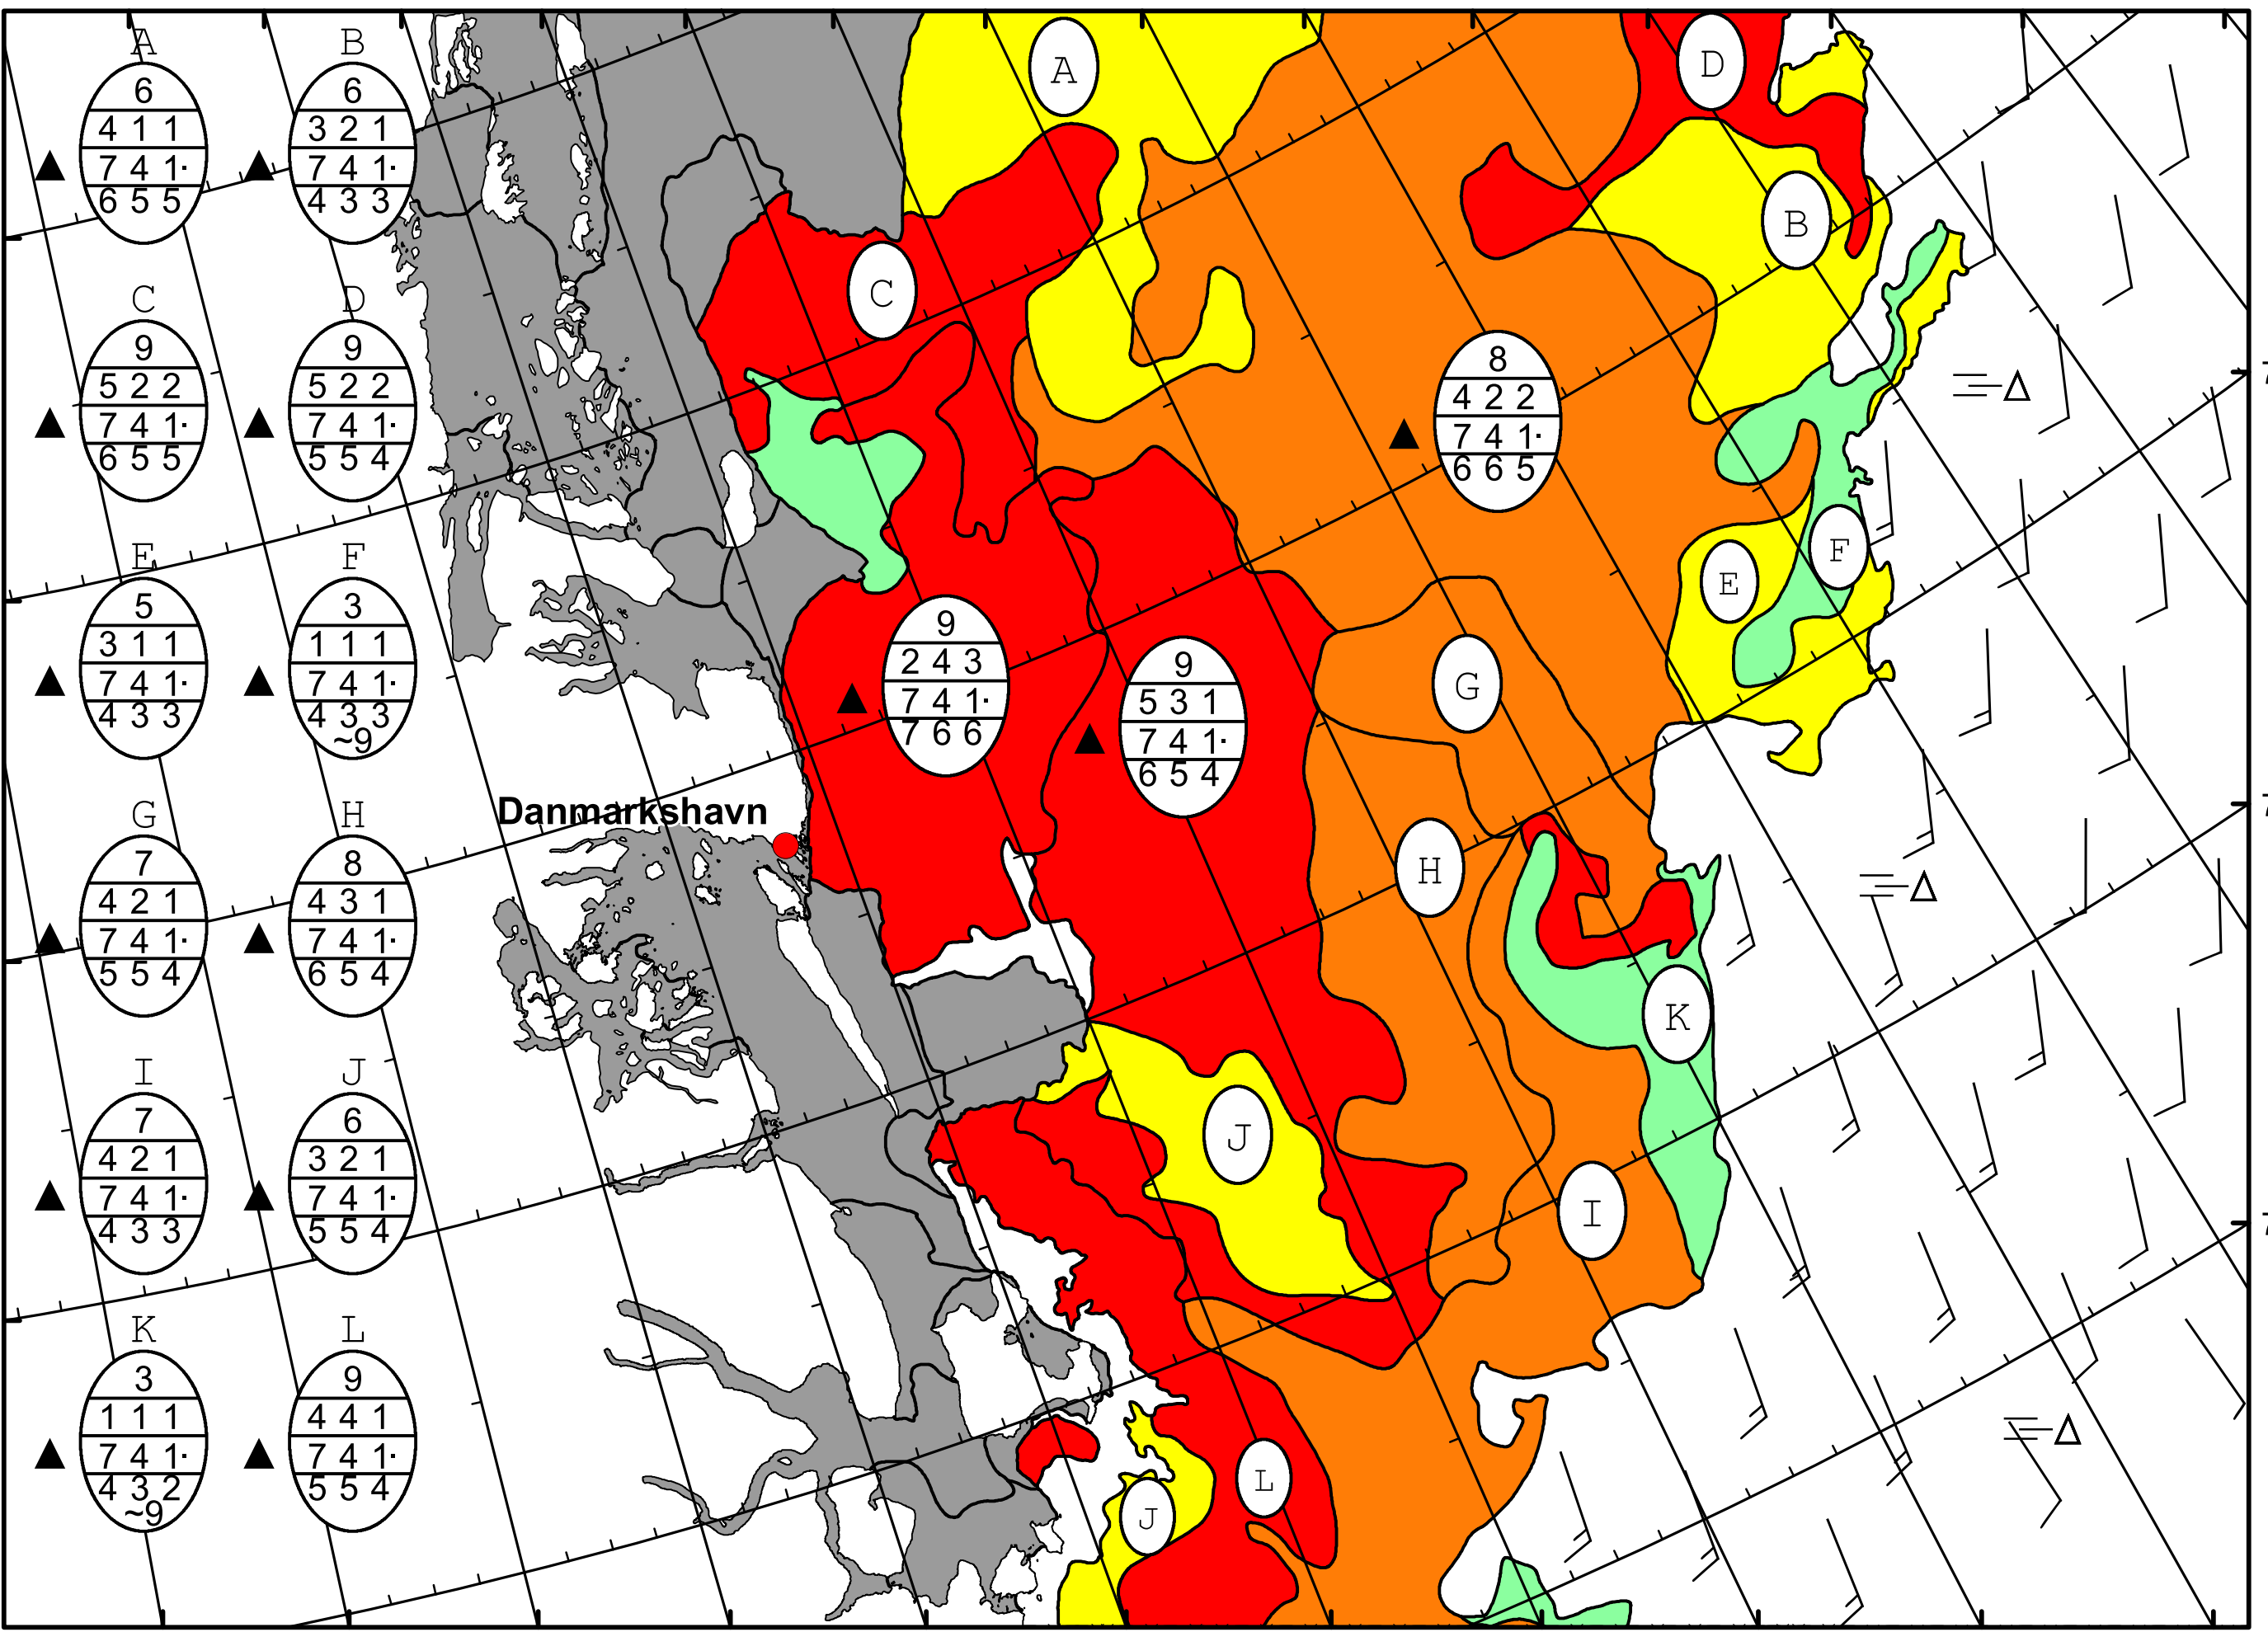 A B
6 6
4 1 1 3 2 1
7 4 1· 7 4 1·
6 5 5 4 3 3
C D
9 9
5 2 2 5 2 2
7 4 1· 7 4 1·
6 5 5 5 5 4
E F
5 3
3 1 1 1 1 1
7 4 1· 7 4 1·
4 3 3 4 3 3
~9
G H
7 8
4 2 1 4 3 1
7 4 1· 7 4 1·
5 5 4 6 5 4
I J
7 6
4 2 1 3 2 1
7 4 1· 7 4 1·
4 3 3 5 5 4
K L
3 9
1 1 1 4 4 1
7 4 1· 7 4 1·
4 3 2 5 5 4
~9
A
D
B
C
8
4 2 2
7 4 1·
6 6 5
7
F
E
9
2 4 3
7 4 1·
7 6 6
9
5 3 1
7 4 1·
6 5 4
G
Danmarkshavn
7
H
K
J
I
7
L
J